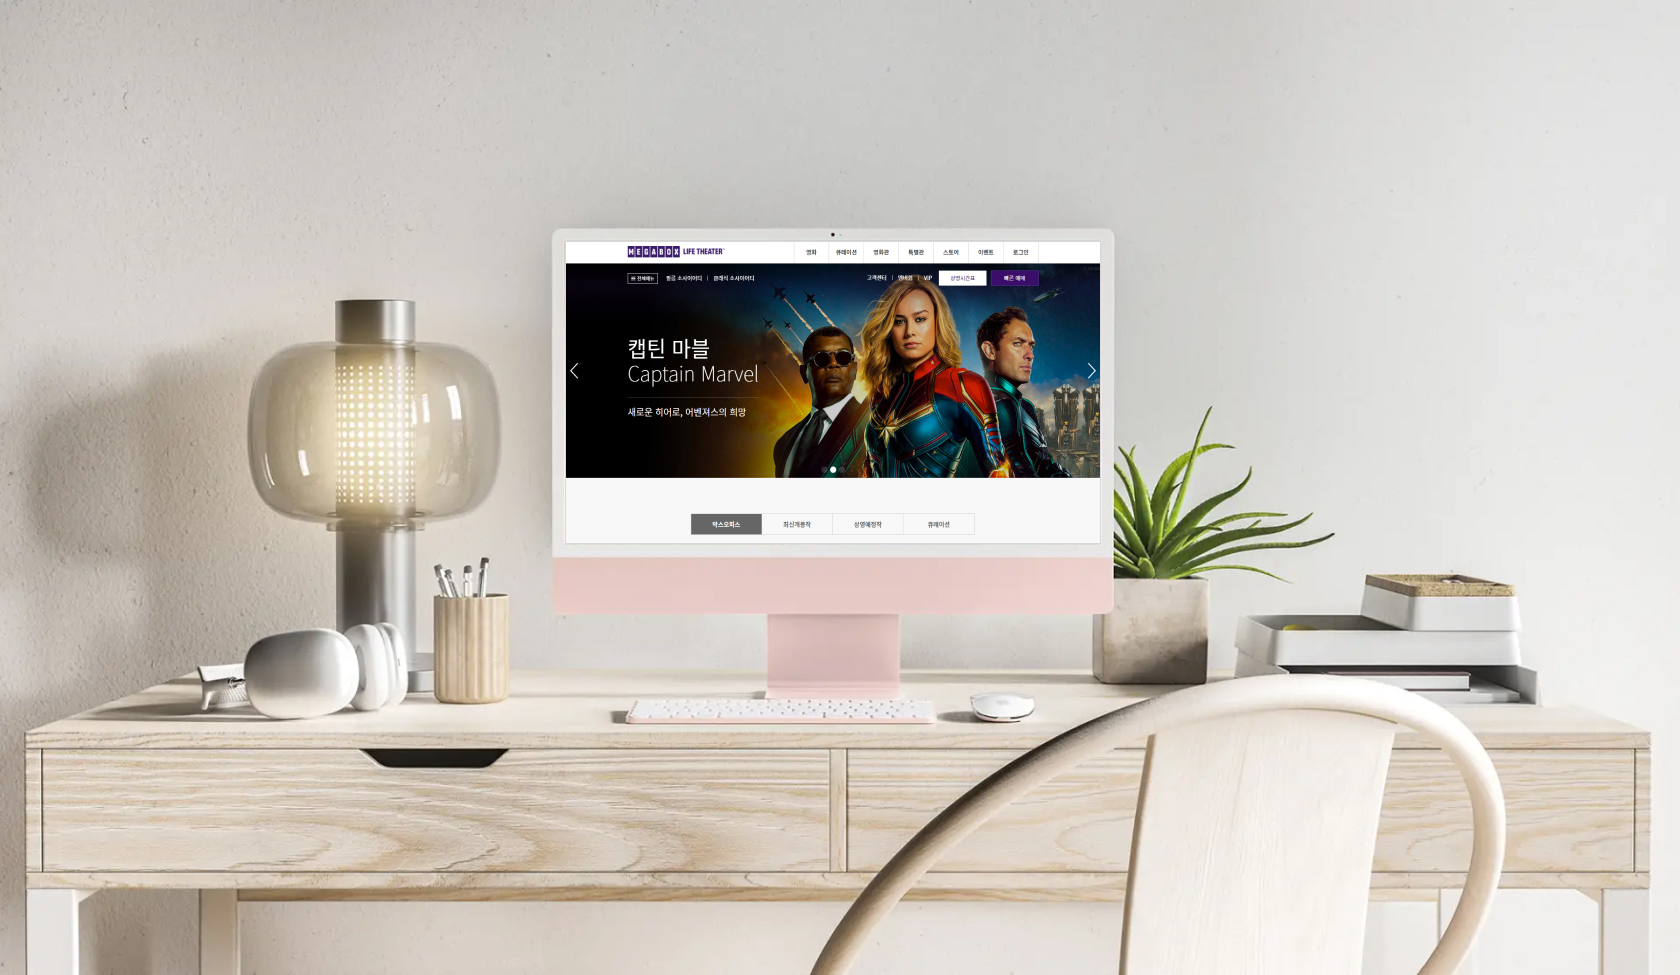 MEGABOX LIFE THEATER
영화 큐레이션 영화관 특별관 스토어 이벤트 로그인
전체메뉴 필름 소사이어티 | 클래식 소사이어티
고객센터 | 멤버쉽 | VIP 상영시간표 빠른 예매
캡틴 마블
Captain Marvel
새로운 히어로, 어벤져스의 희망
박스오피스 최신개봉작 상영예정작 큐레이션